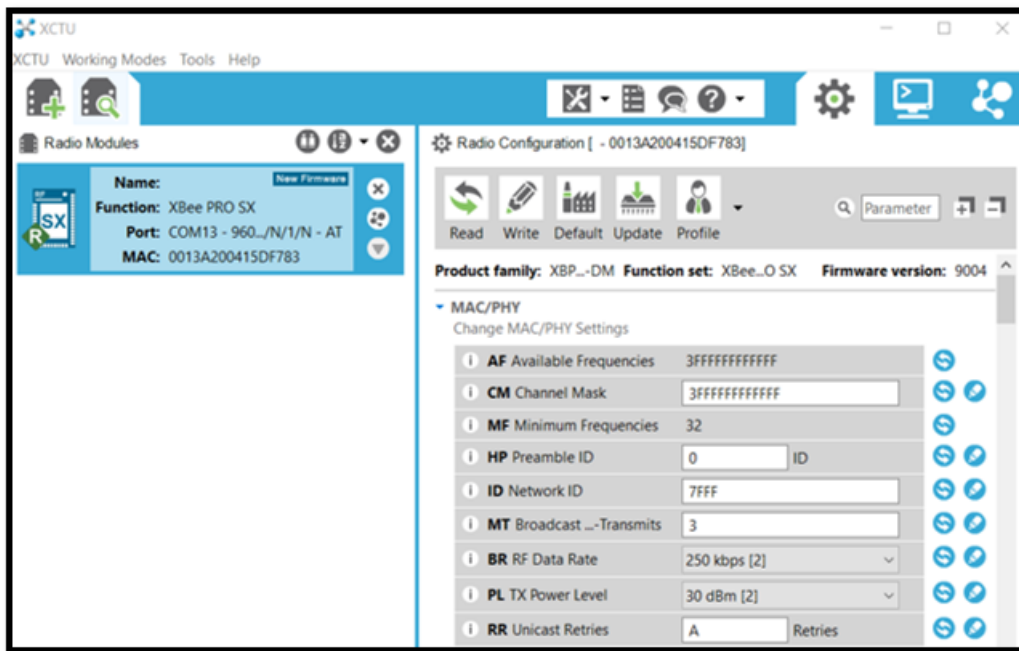 XCTU
XCTU Working Modes Tools Help
Radio Modules
Name: New Firmware
Function: XBee PRO SX
Port: COM13 - 960.../N/1/N - AT
MAC: 0013A200415DF783
SX
R
Radio Configuration [ - 0013A200415DF783]
Read Write Default Update Profile
Parameter
Product family: XBP...-DM Function set: XBee...O SX Firmware version: 9004
MAC/PHY
Change MAC/PHY Settings
i AF Available Frequencies 3FFFFFFFFFFFF
i CM Channel Mask 3FFFFFFFFFFFF
i MF Minimum Frequencies 32
i HP Preamble ID 0 ID
i ID Network ID 7FFF
i MT Broadcast ...-Transmits 3
i BR RF Data Rate 250 kbps [2]
i PL TX Power Level 30 dBm [2]
i RR Unicast Retries A Retries